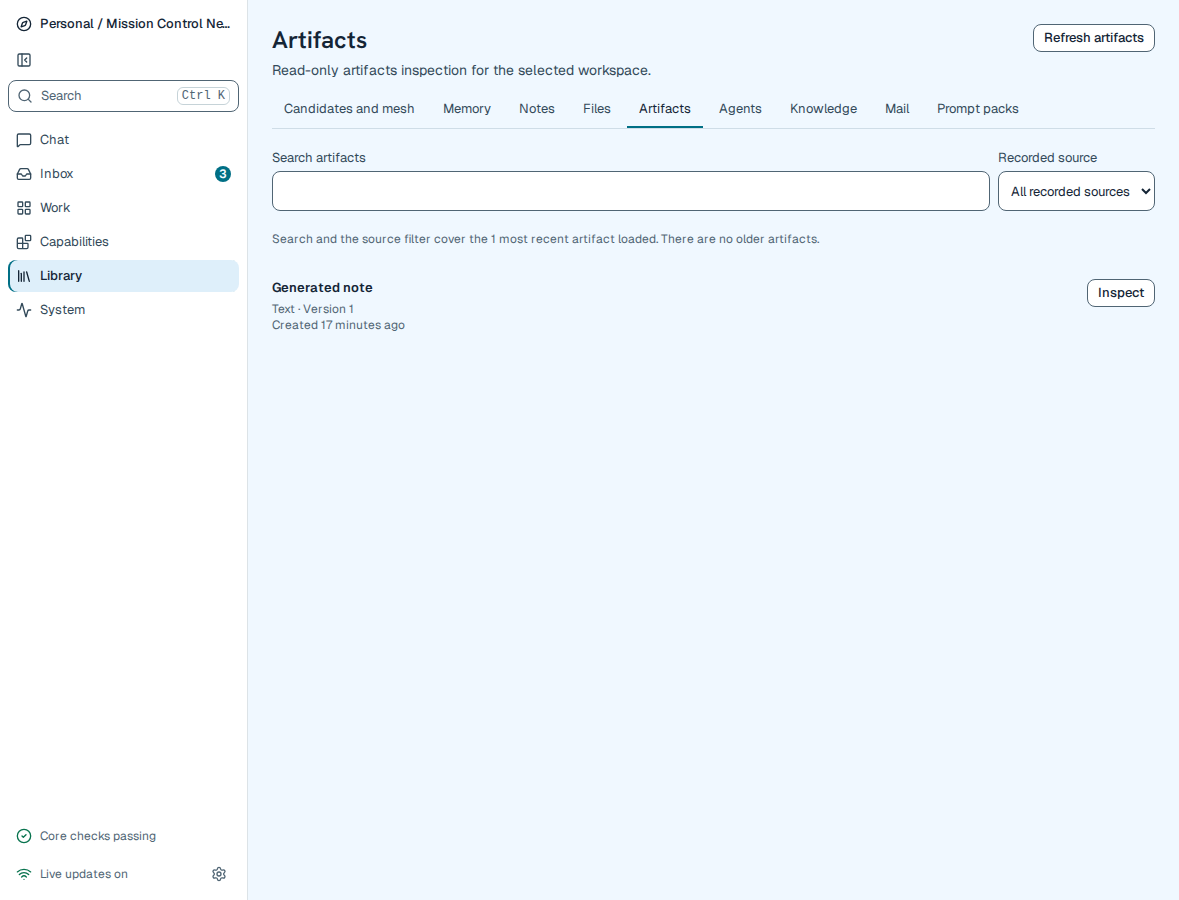 Personal / Mission Control Ne...
Search
Ctrl K
Chat
Inbox
3
Work
Capabilities
Library
System
Core checks passing
Live updates on
Artifacts
Refresh artifacts
Read-only artifacts inspection for the selected workspace.
Candidates and mesh
Memory
Notes
Files
Artifacts
Agents
Knowledge
Mail
Prompt packs
Search artifacts
Recorded source
All recorded sources
Search and the source filter cover the 1 most recent artifact loaded. There are no older artifacts.
Generated note
Inspect
Text · Version 1
Created 17 minutes ago